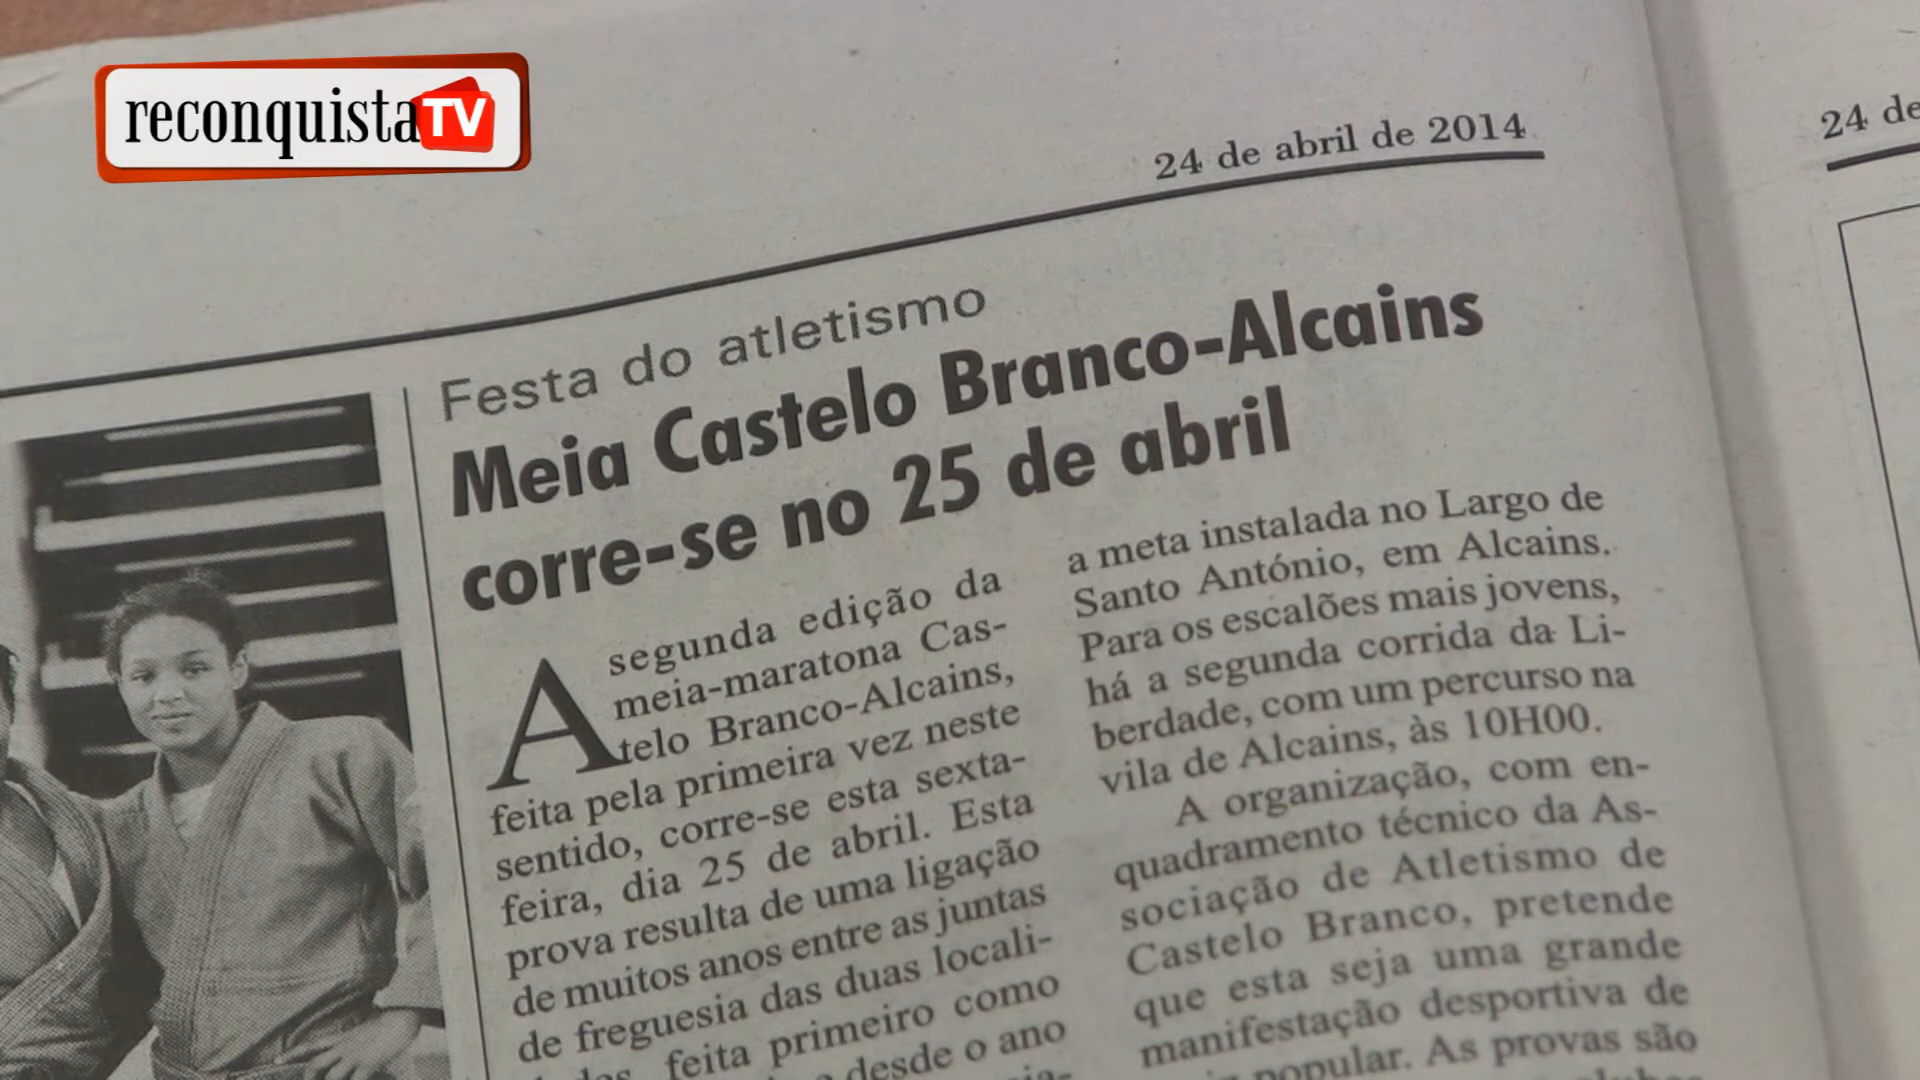 reconquista TV
24 de abril de 2014
24 de
Festa do atletismo
Meia Castelo Branco-Alcains
corre-se no 25 de abril
A segunda edição da
meia-maratona Cas-
telo Branco-Alcains,
feita pela primeira vez neste
sentido, corre-se esta sexta-
feira, dia 25 de abril. Esta
prova resulta de uma ligação
de muitos anos entre as juntas
de freguesia das duas locali-
feita primeiro como
desde o ano
a meta instalada no Largo de
Santo António, em Alcains.
Para os escalões mais jovens,
há a segunda corrida da Li-
berdade, com um percurso na
vila de Alcains, às 10H00.
A organização, com en-
quadramento técnico da As-
sociação de Atletismo de
Castelo Branco, pretende
que esta seja uma grande
manifestação desportiva de
popular. As provas são